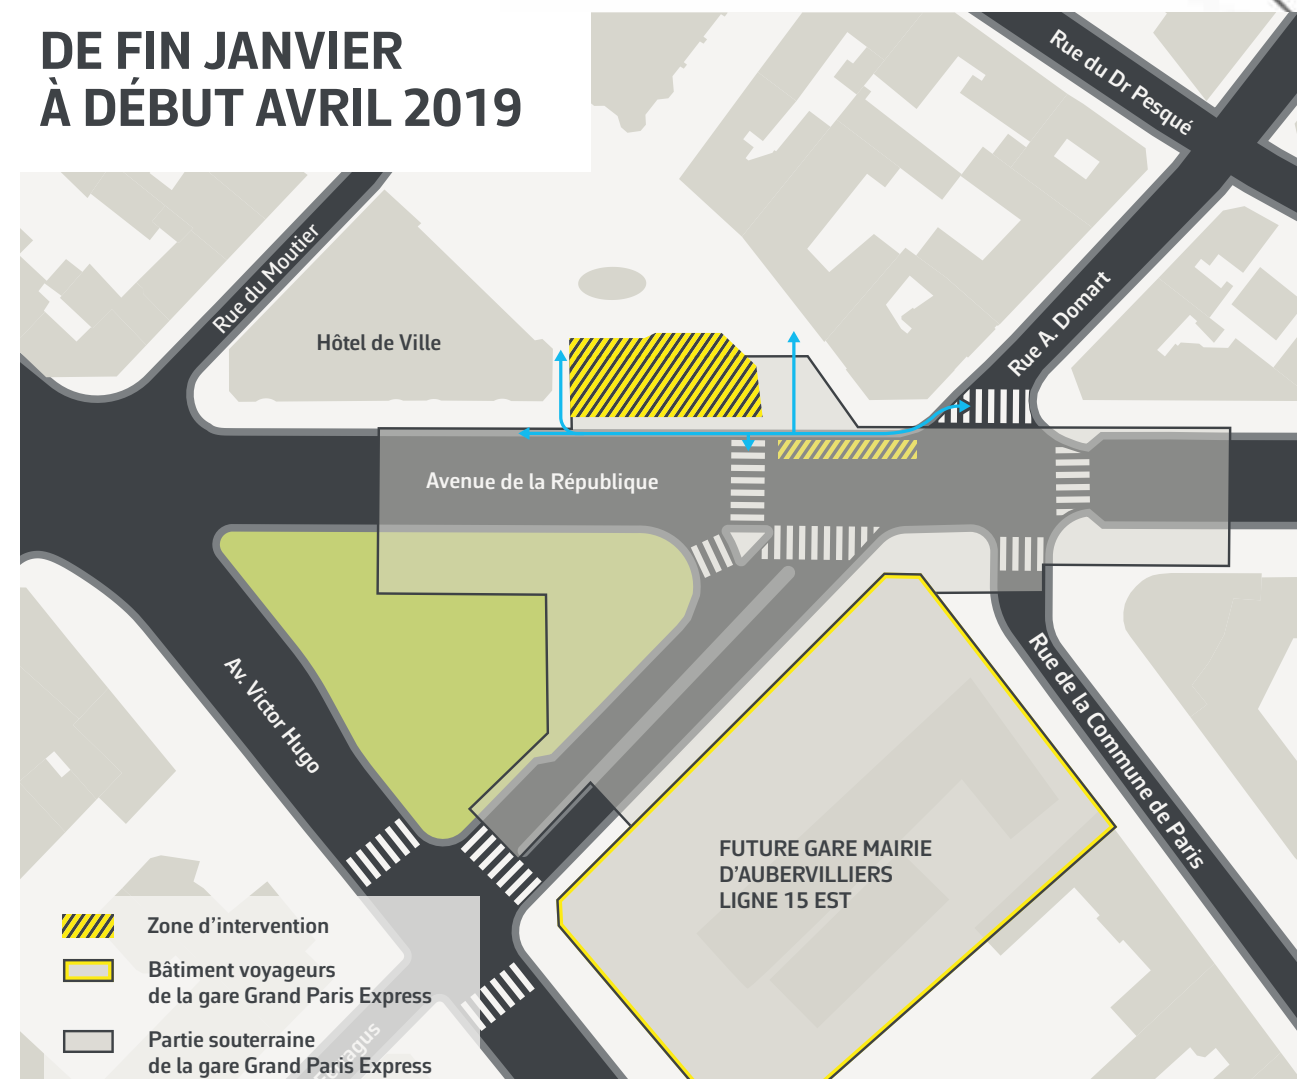 DE FIN JANVIER
À DÉBUT AVRIL 2019
Rue du Dr Pesqué
Rue du Moutier
Hôtel de Ville
Rue A. Domart
Avenue de la République
Av. Victor Hugo
Rue de la Commune de Paris
FUTURE GARE MAIRIE
D'AUBERVILLIERS
LIGNE 15 EST
Zone d'intervention
Bâtiment voyageurs
de la gare Grand Paris Express
Partie souterraine
de la gare Grand Paris Express